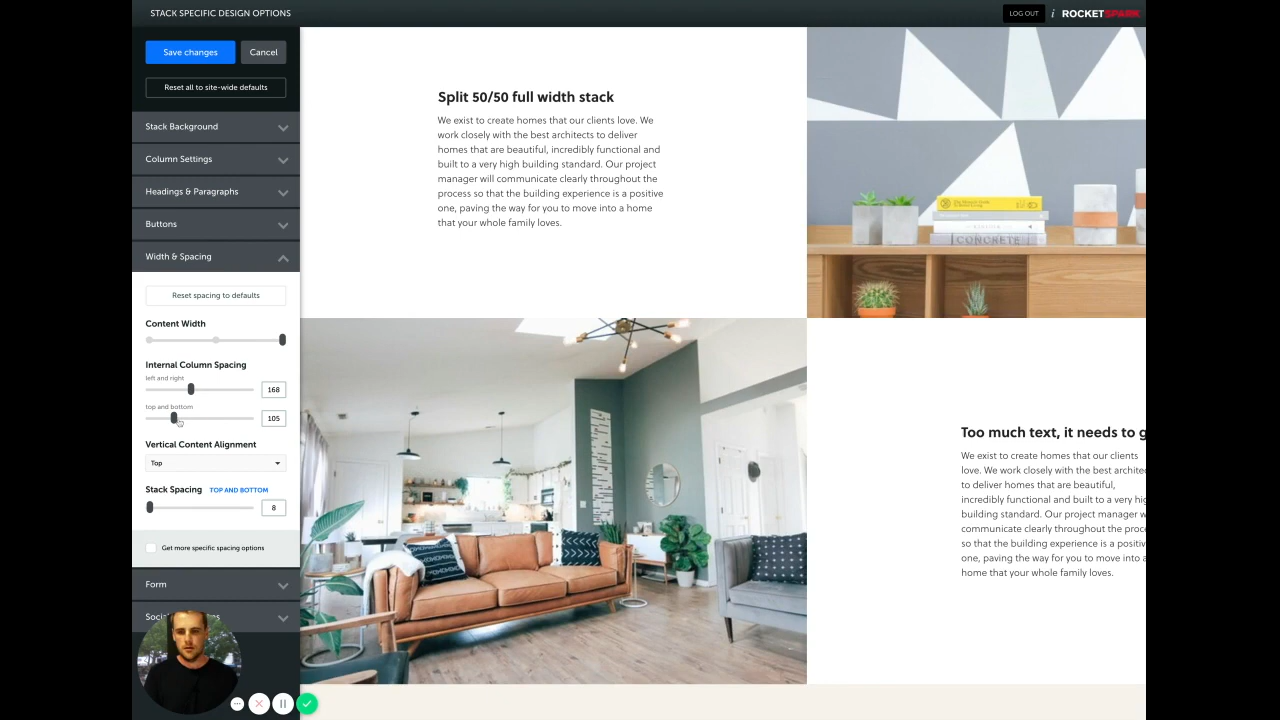 STACK SPECIFIC DESIGN OPTIONS
LOG OUT
i
ROCKETSPARK
Save changes
Cancel
Reset all to site-wide defaults
Stack Background
Column Settings
Headings & Paragraphs
Buttons
Width & Spacing
Reset spacing to defaults
Content Width
Internal Column Spacing
left and right
168
top and bottom
105
Vertical Content Alignment
Top
Stack Spacing TOP AND BOTTOM
8
Get more specific spacing options
Form
Split 50/50 full width stack
We exist to create homes that our clients love. We
work closely with the best architects to deliver
homes that are beautiful, incredibly functional and
built to a very high building standard. Our project
manager will communicate clearly throughout the
process so that the building experience is a positive
one, paving the way for you to move into a home
that your whole family loves.
CONCRETE
Too much text, it needs to g
We exist to create homes that our clients
love. We work closely with the best architec
to deliver homes that are beautiful,
incredibly functional and built to a very hig
building standard. Our project manager w
communicate clearly throughout the proce
so that the building experience is a positiv
one, paving the way for you to move into a
home that your whole family loves.